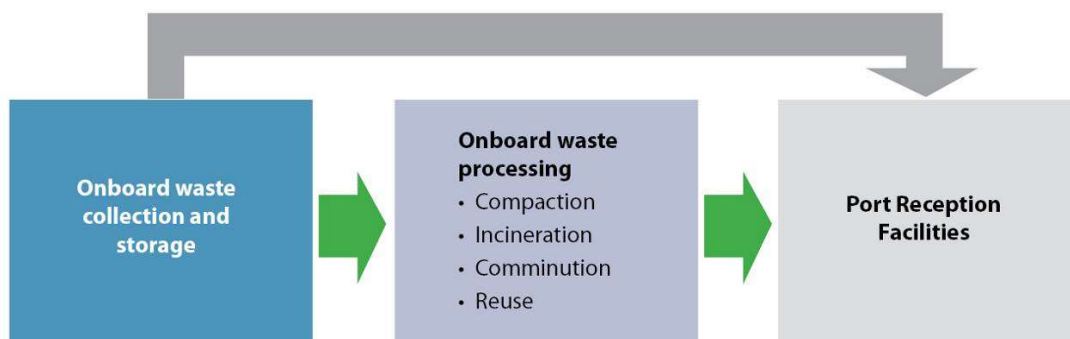 Onboard waste
collection and
storage
Onboard waste
processing
• Compaction
• Incineration
• Comminution
• Reuse
Port Reception
Facilities